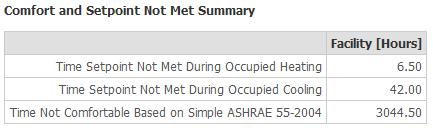 Comfort and Setpoint Not Met Summary
Facility [Hours]
Time Setpoint Not Met During Occupied Heating 6.50
Time Setpoint Not Met During Occupied Cooling 42.00
Time Not Comfortable Based on Simple ASHRAE 55-2004 3044.50